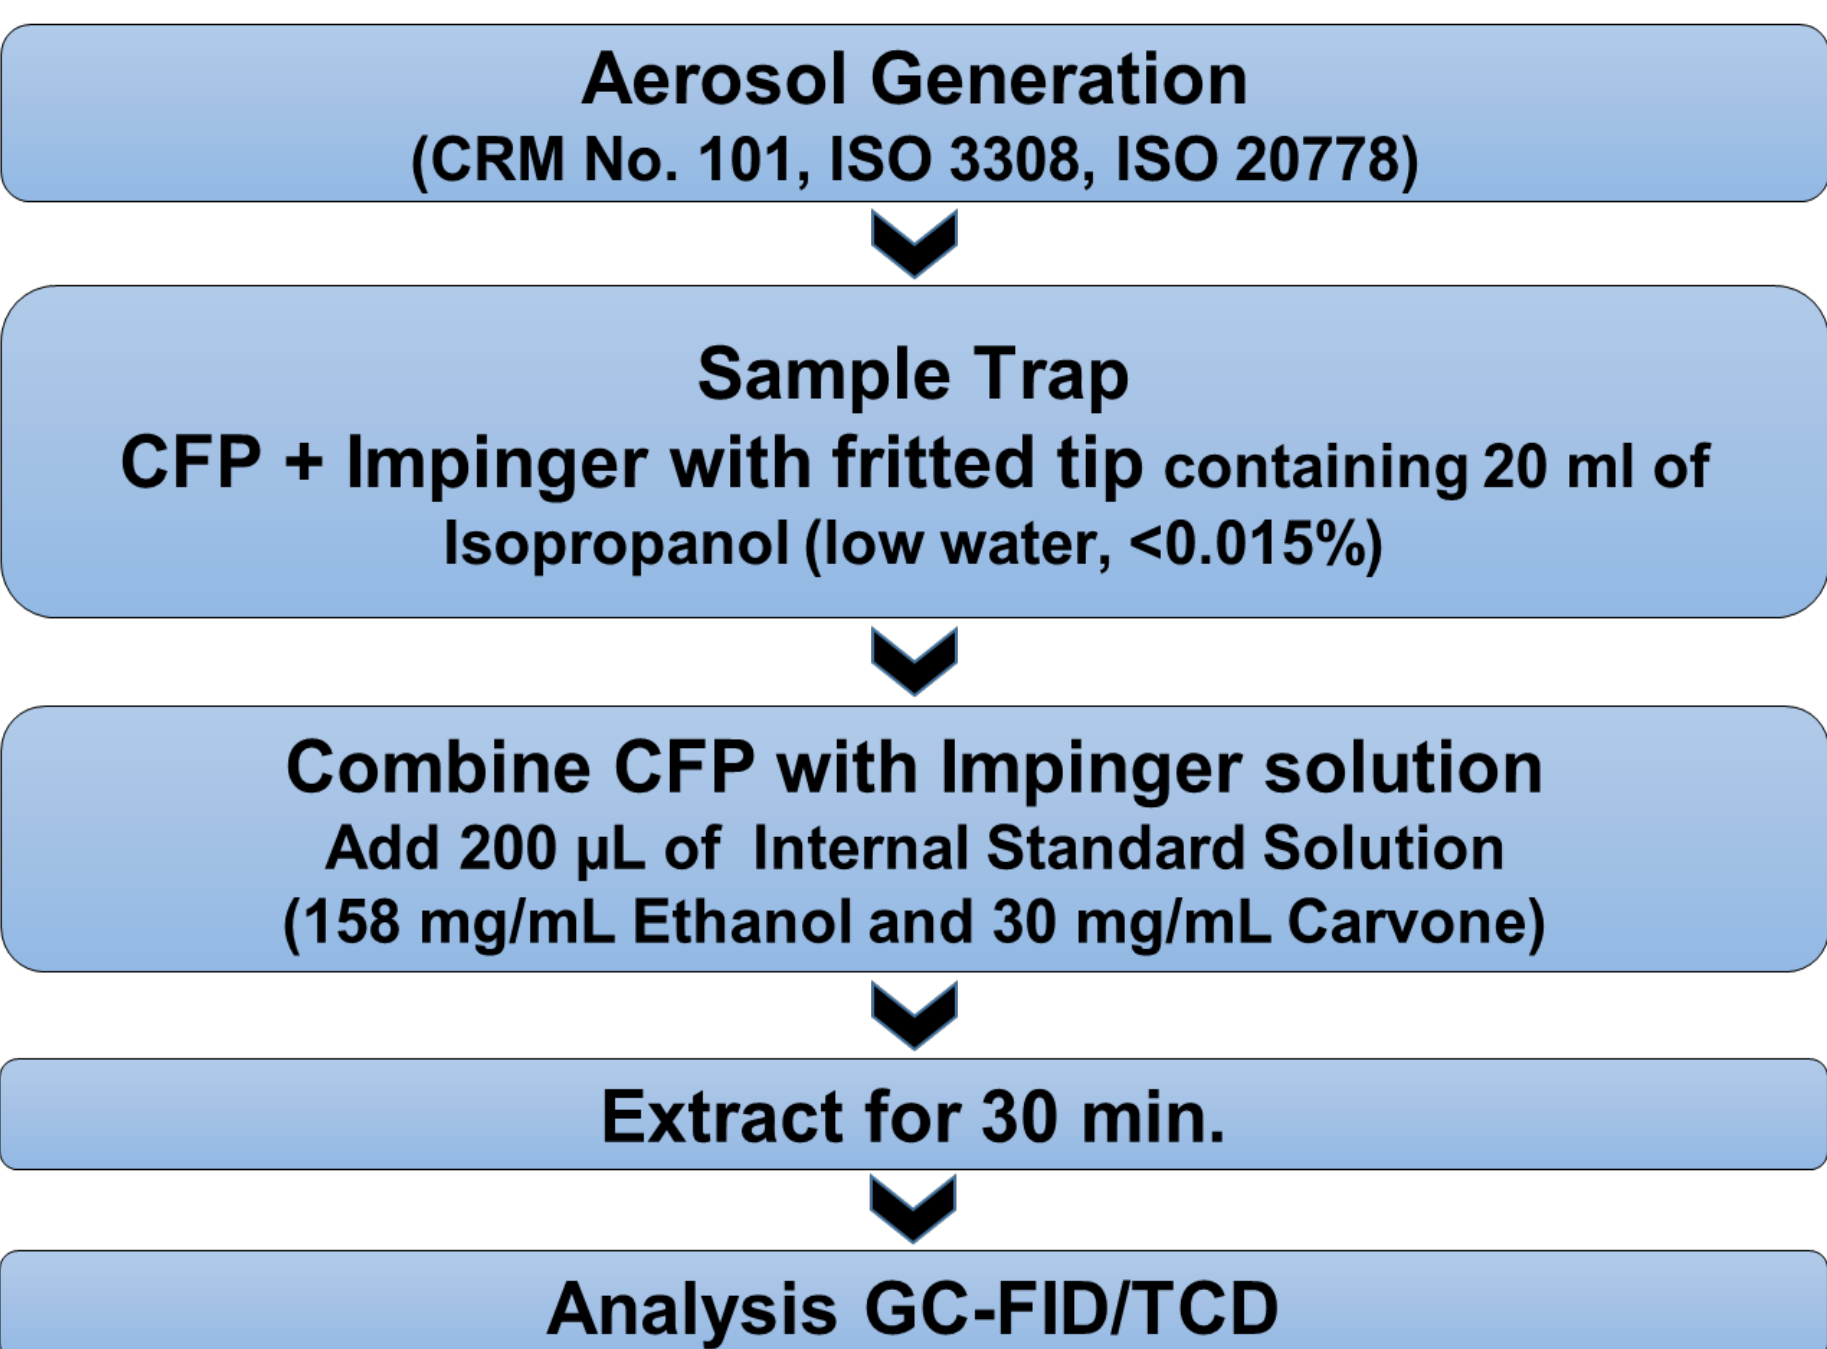 Aerosol Generation
(CRM No. 101, ISO 3308, ISO 20778)
Sample Trap
CFP + Impinger with fritted tip containing 20 ml of
Isopropanol (low water, <0.015%)
Combine CFP with Impinger solution
Add 200 µL of  Internal Standard Solution
(158 mg/mL Ethanol and 30 mg/mL Carvone)
Extract for 30 min.
Analysis GC-FID/TCD